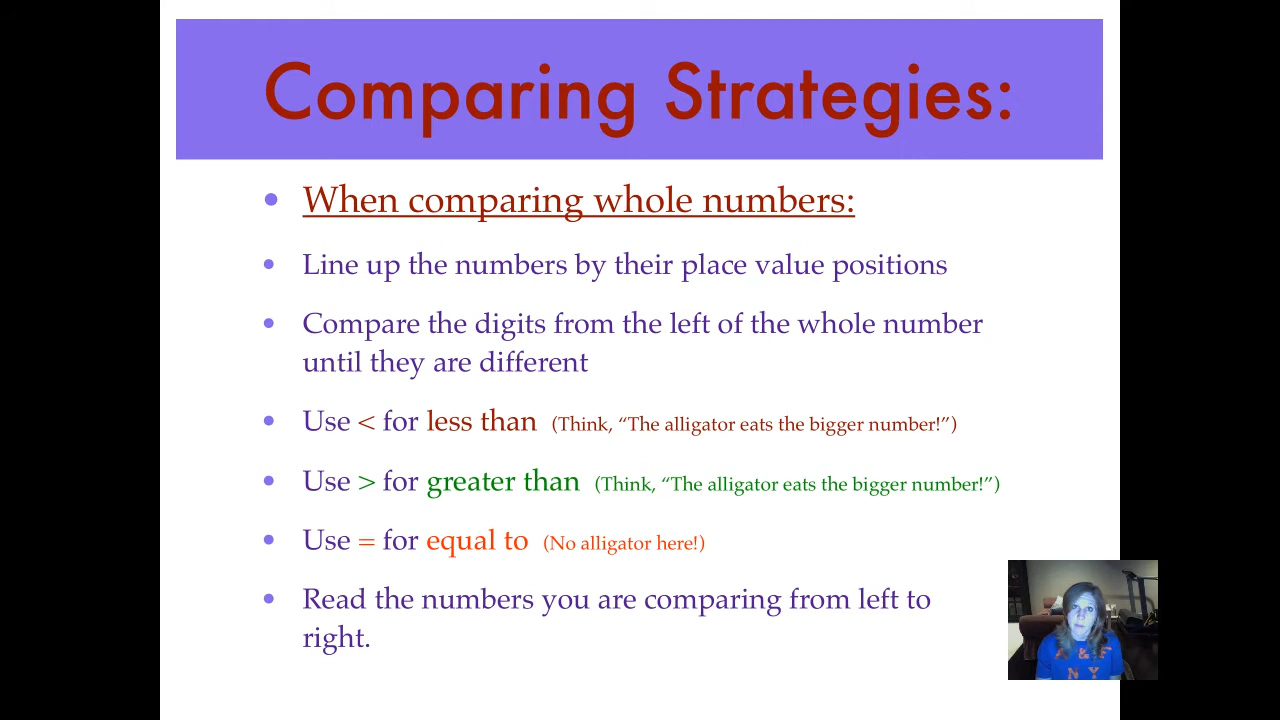 Comparing Strategies:
• When comparing whole numbers:
• Line up the numbers by their place value positions
• Compare the digits from the left of the whole number
until they are different
• Use < for less than (Think, “The alligator eats the bigger number!”)
• Use > for greater than (Think, “The alligator eats the bigger number!”)
• Use = for equal to (No alligator here!)
• Read the numbers you are comparing from left to
right.
A & F
N Y